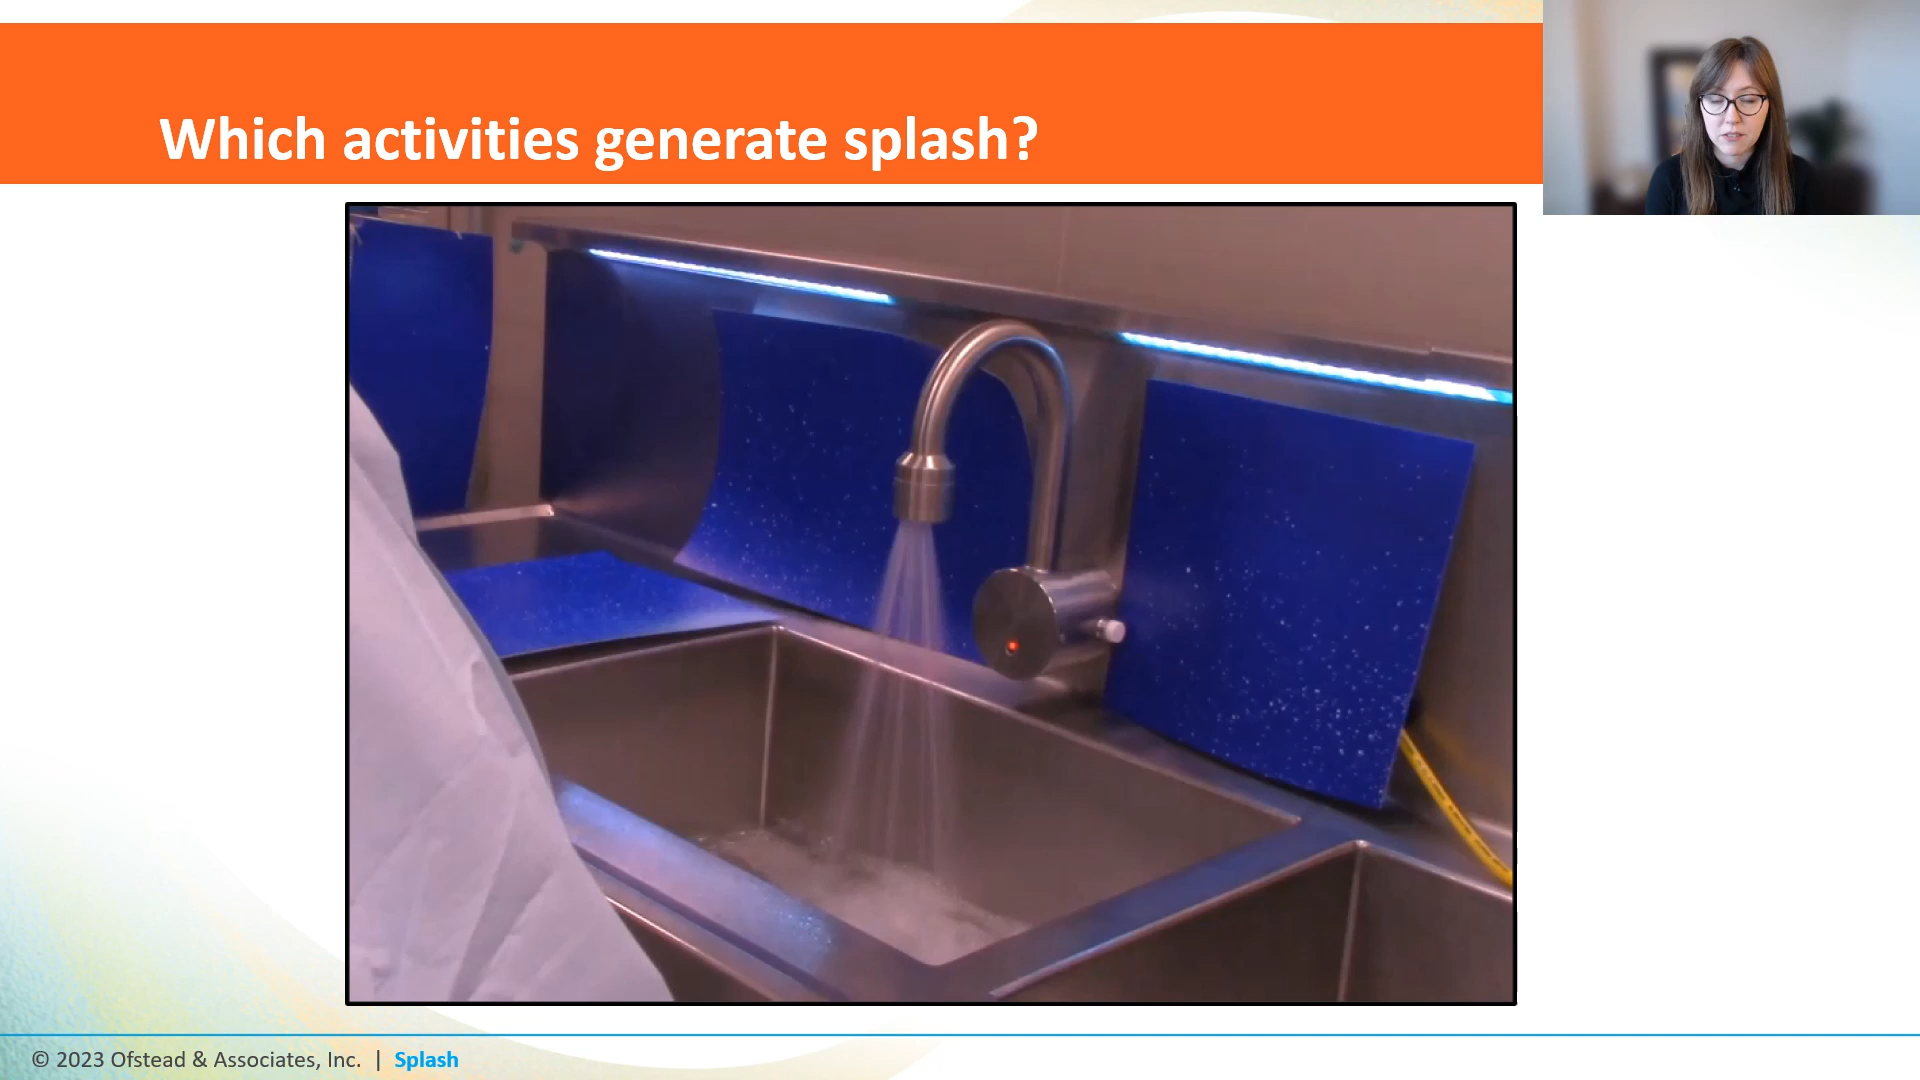 Which activities generate splash?
© 2023 Ofstead & Associates, Inc. | Splash